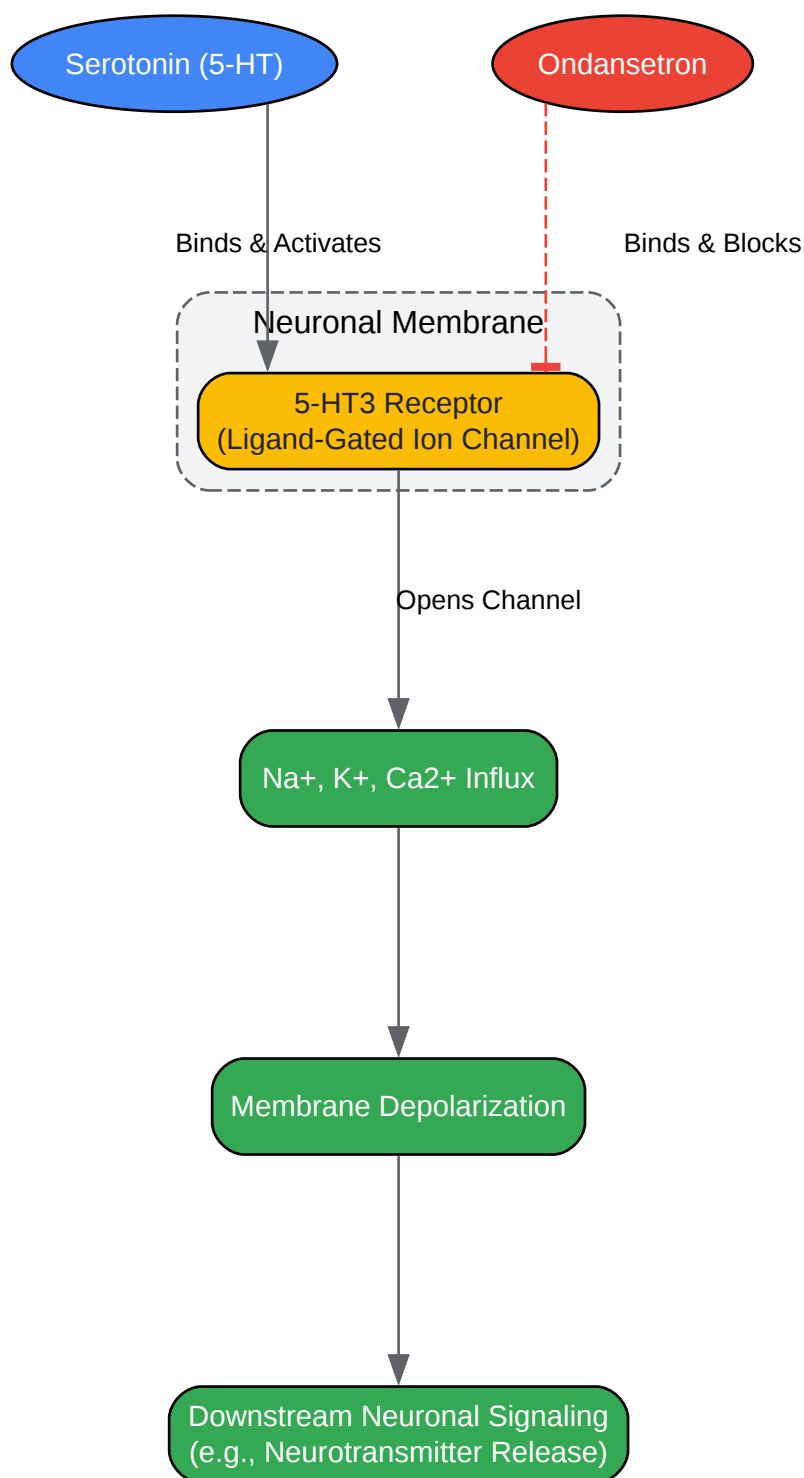 Serotonin (5-HT)
Ondansetron
Binds & Activates
Binds & Blocks
Neuronal Membrane
5-HT3 Receptor
(Ligand-Gated Ion Channel)
Opens Channel
Na+, K+, Ca2+ Influx
Membrane Depolarization
Downstream Neuronal Signaling
(e.g., Neurotransmitter Release)